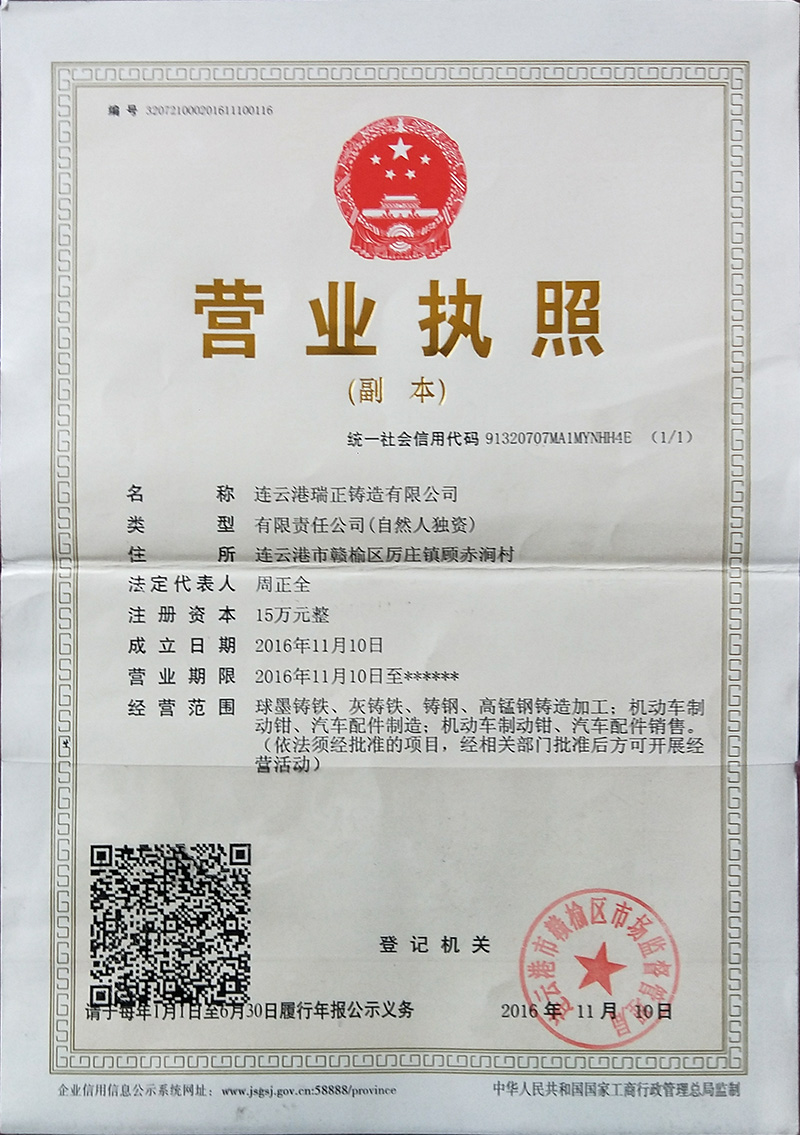 编 号 320721000201611100116
营业执照
(副 本)
统一社会信用代码 91320707MA1MYNHH4E （1/1）
名 称 连云港瑞正铸造有限公司
类 型 有限责任公司(自然人独资)
住 所 连云港市赣榆区厉庄镇顾赤涧村
法定代表人 周正全
注册资本 15万元整
成立日期 2016年11月10日
营业期限 2016年11月10日至******
经营范围 球墨铸铁、灰铸铁、铸钢、高锰钢铸造加工；机动车制
动钳、汽车配件制造；机动车制动钳、汽车配件销售。
（依法须经批准的项目，经相关部门批准后方可开展经
营活动）
登记机关
连云港市赣榆区市场监督管理局
请于每年1月1日至6月30日履行年报公示义务
2016 年 11 月 10 日
企业信用信息公示系统网址：www.jsgsj.gov.cn:58888/province
中华人民共和国国家工商行政管理总局监制